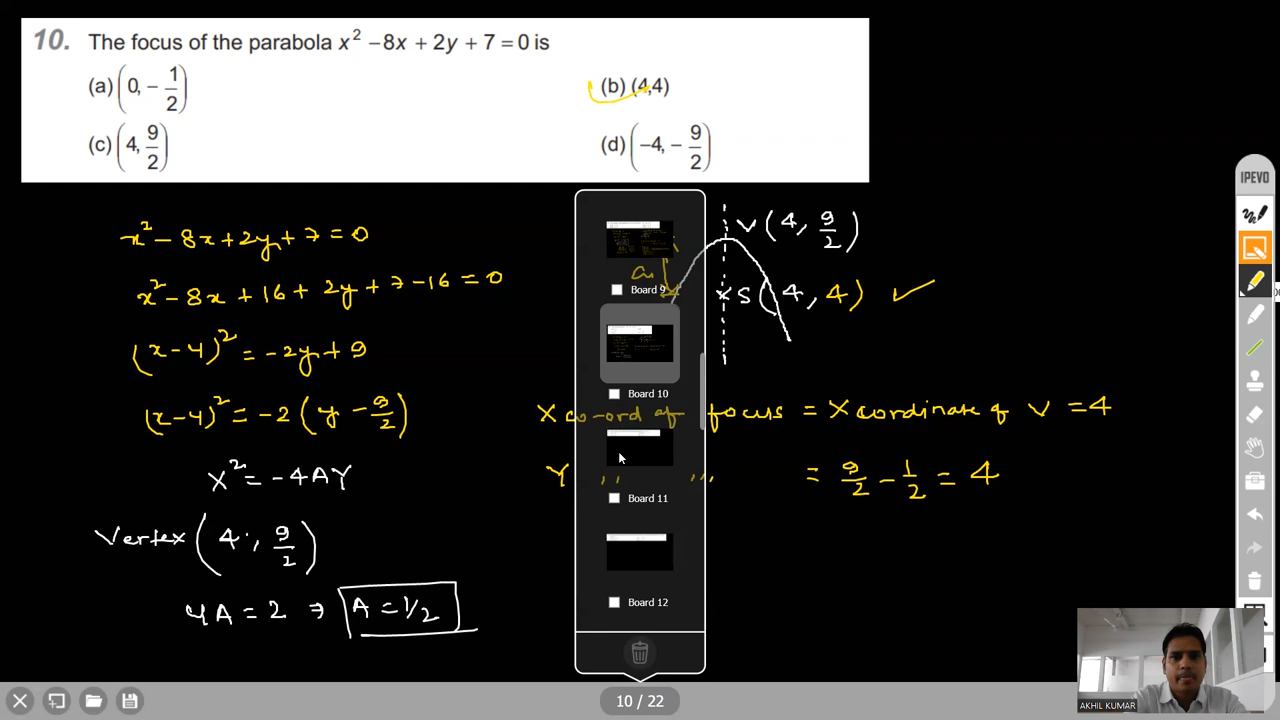 10. The focus of the parabola x² − 8x + 2y + 7 = 0 is
(a) (0, − 1/2)
(b) (4,4)
(c) (4, 9/2)
(d) (−4, − 9/2)
x² − 8x + 2y + 7 = 0
x² − 8x + 16 + 2y + 7 − 16 = 0
(x−4)² = −2y + 9
(x−4)² = −2 (y − 9/2)
X² = −4AY
Vertex (4, 9/2)
4A = 2 ⇒ A = 1/2
V (4, 9/2)
S (4, 4) ✓
X co-ord of focus = X cordinate of V = 4
Y ,, ,,, = 9/2 − 1/2 = 4
Board 9
Board 10
Board 11
Board 12
10 / 22
IPEVO
AKHIL KUMAR